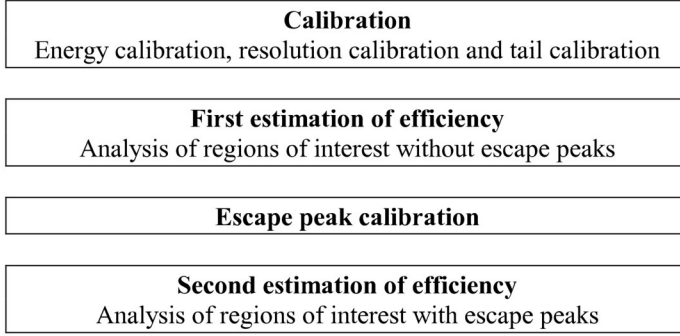 Calibration
Energy calibration, resolution calibration and tail calibration
First estimation of efficiency
Analysis of regions of interest without escape peaks
Escape peak calibration
Second estimation of efficiency
Analysis of regions of interest with escape peaks